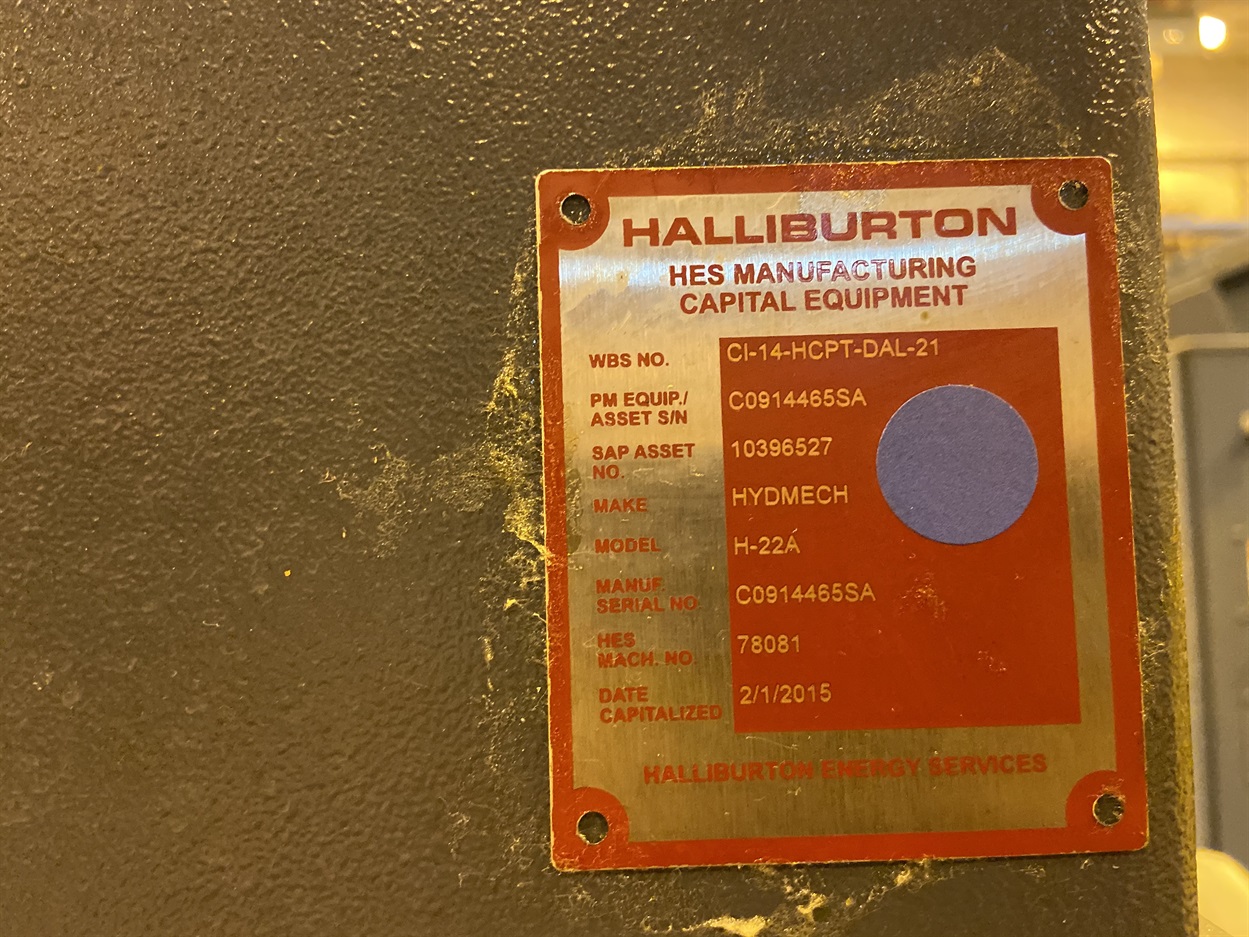 HALLIBURTON
HES MANUFACTURING
CAPITAL EQUIPMENT
WBS NO. CI-14-HCPT-DAL-21
PM EQUIP./
ASSET S/N C0914465SA
SAP ASSET
NO. 10396527
MAKE HYDMECH
MODEL H-22A
MANUF.
SERIAL NO. C0914465SA
HES
MACH. NO 78081
DATE
CAPITALIZED 2/1/2015
HALLIBURTON ENERGY SERVICES